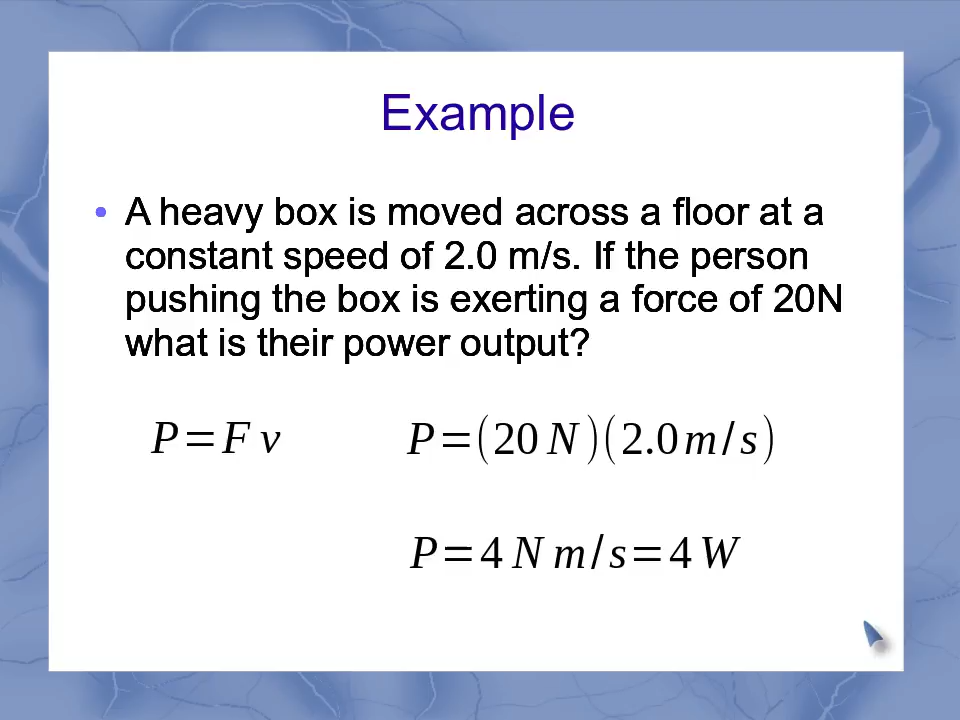 Example
• A heavy box is moved across a floor at a
constant speed of 2.0 m/s. If the person
pushing the box is exerting a force of 20N
what is their power output?
P=F v
P=(20 N)(2.0 m/s)
P=4 N m/s=4 W